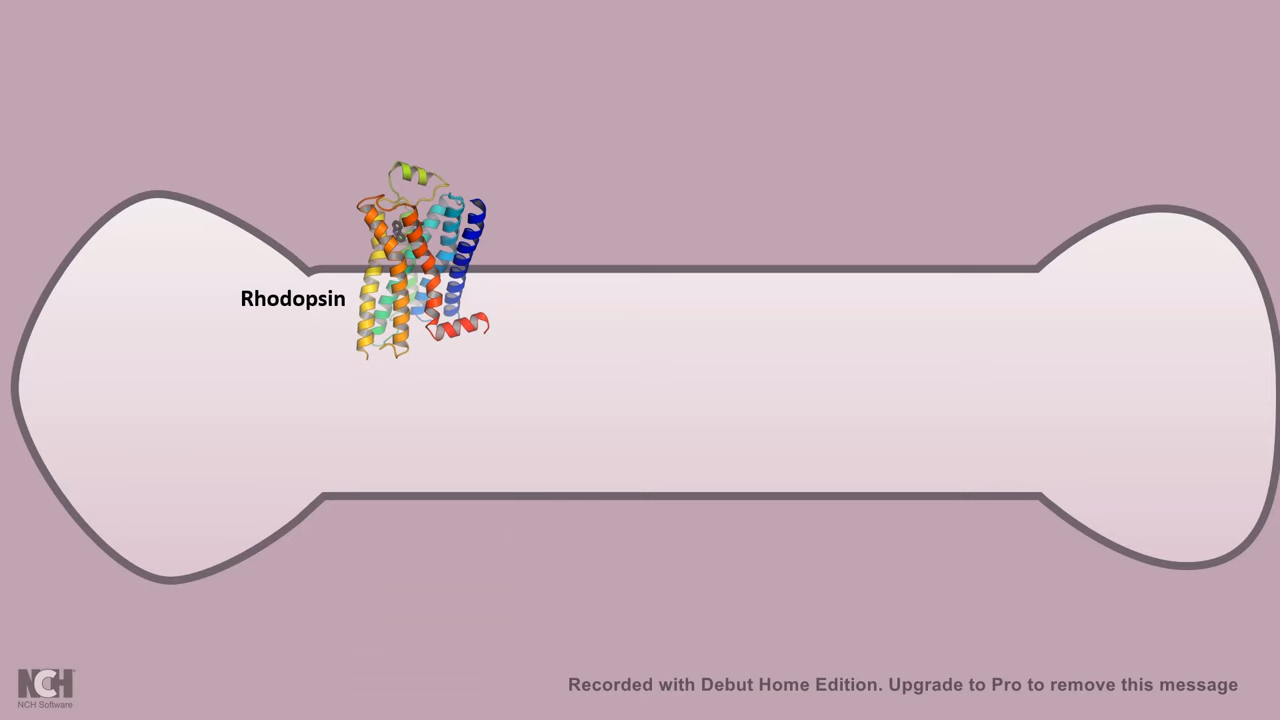 Rhodopsin
NCH
NCH Software
Recorded with Debut Home Edition. Upgrade to Pro to remove this message